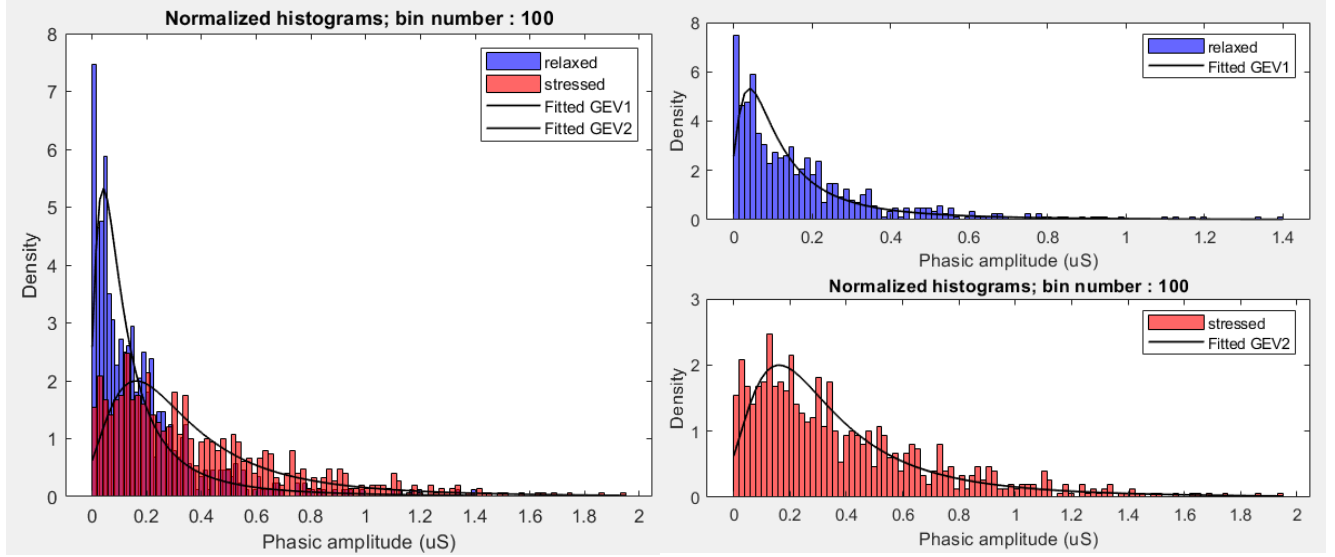 Normalized histograms; bin number : 100
8
7
6
5
4
3
2
1
0
Density
relaxed
stressed
Fitted GEV1
Fitted GEV2
0 0.2 0.4 0.6 0.8 1 1.2 1.4 1.6 1.8 2
Phasic amplitude (uS)
8
6
4
2
0
Density
relaxed
Fitted GEV1
0 0.2 0.4 0.6 0.8 1 1.2 1.4
Phasic amplitude (uS)
Normalized histograms; bin number : 100
3
2
1
0
Density
stressed
Fitted GEV2
0 0.2 0.4 0.6 0.8 1 1.2 1.4 1.6 1.8 2
Phasic amplitude (uS)